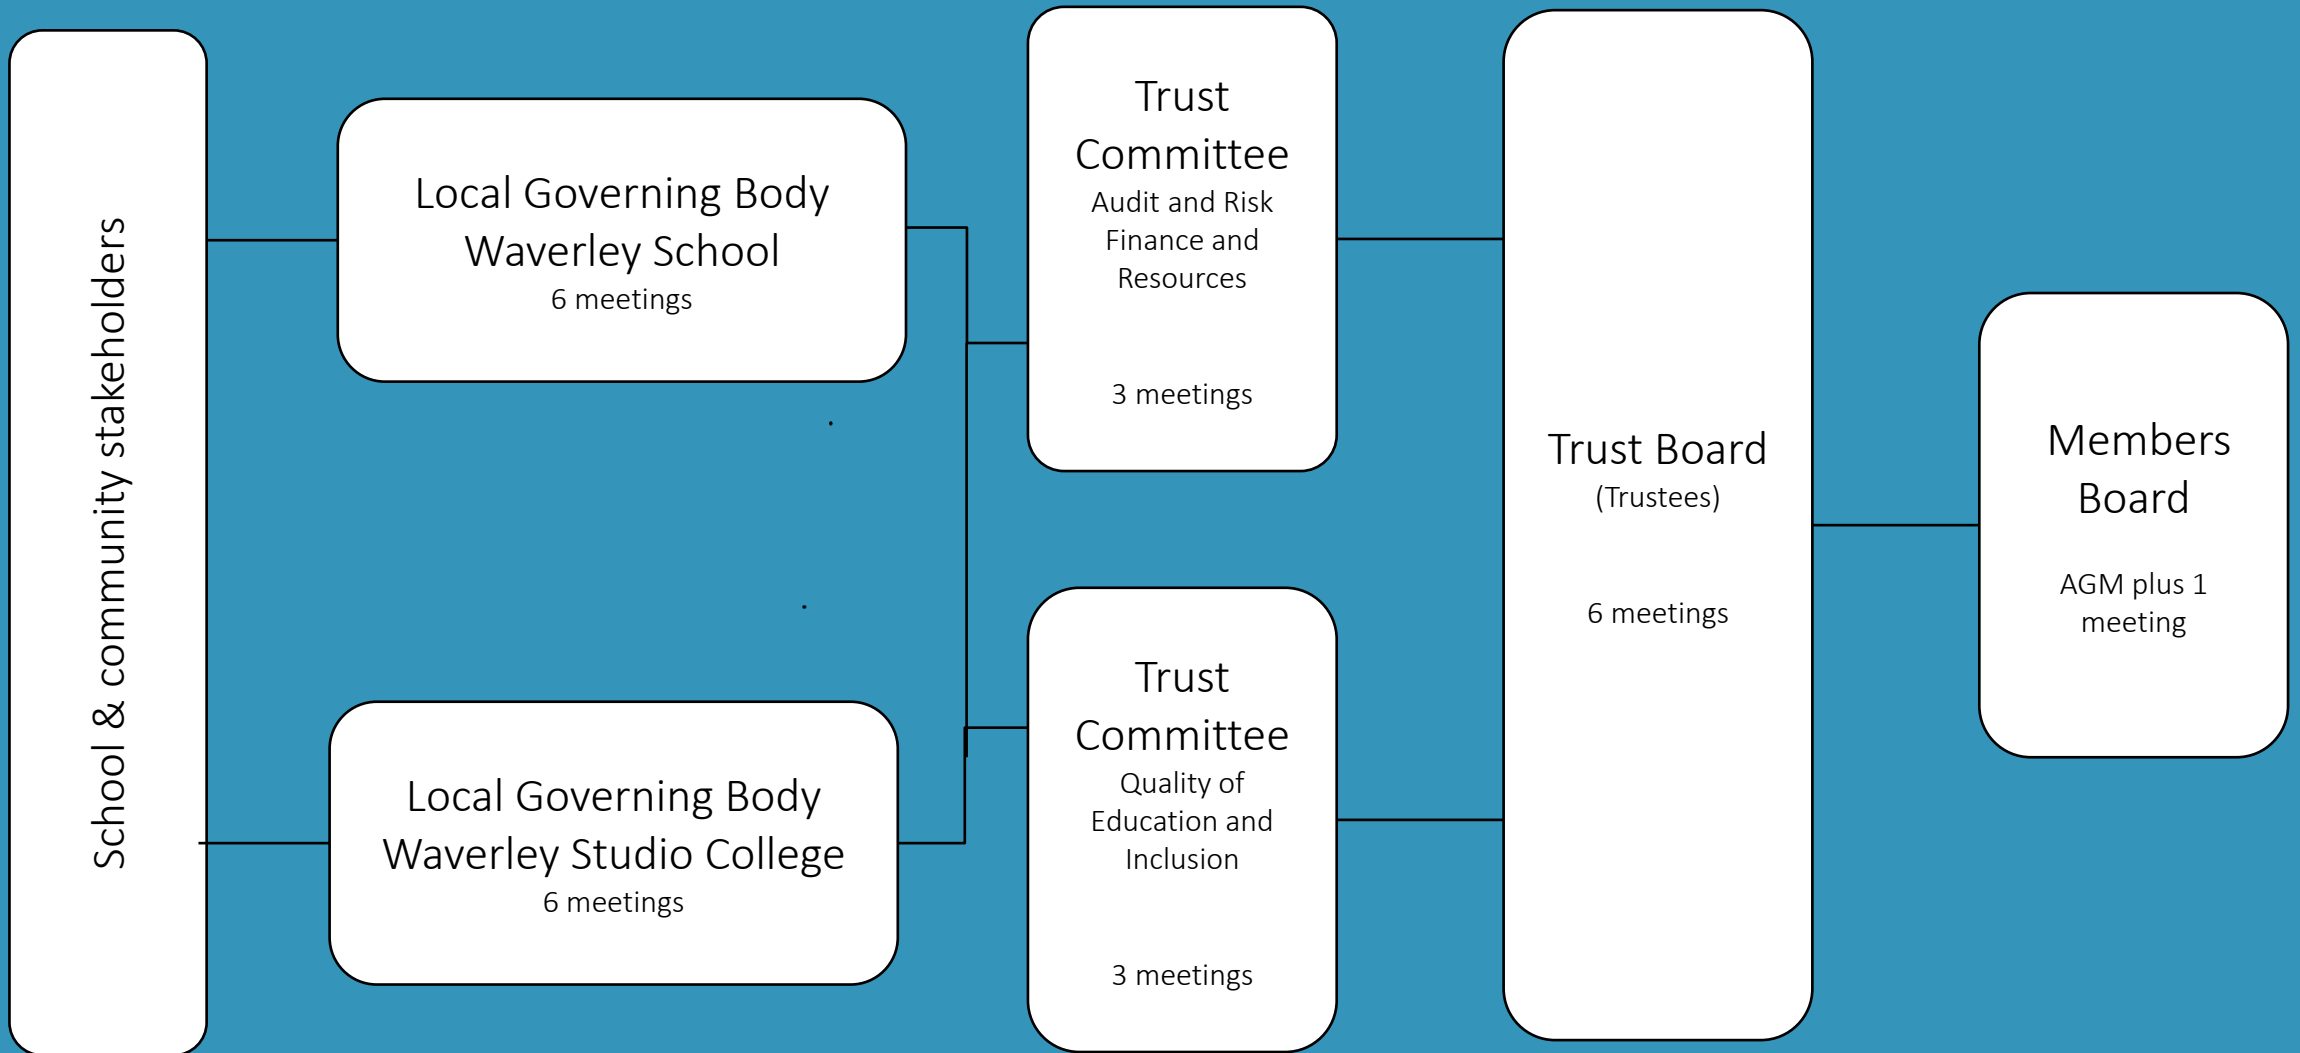 School & community stakeholders
Local Governing Body
Waverley School
6 meetings
Local Governing Body
Waverley Studio College
6 meetings
Trust
Committee
Audit and Risk
Finance and
Resources
3 meetings
Trust
Committee
Quality of
Education and
Inclusion
3 meetings
Trust Board
(Trustees)
6 meetings
Members
Board
AGM plus 1
meeting